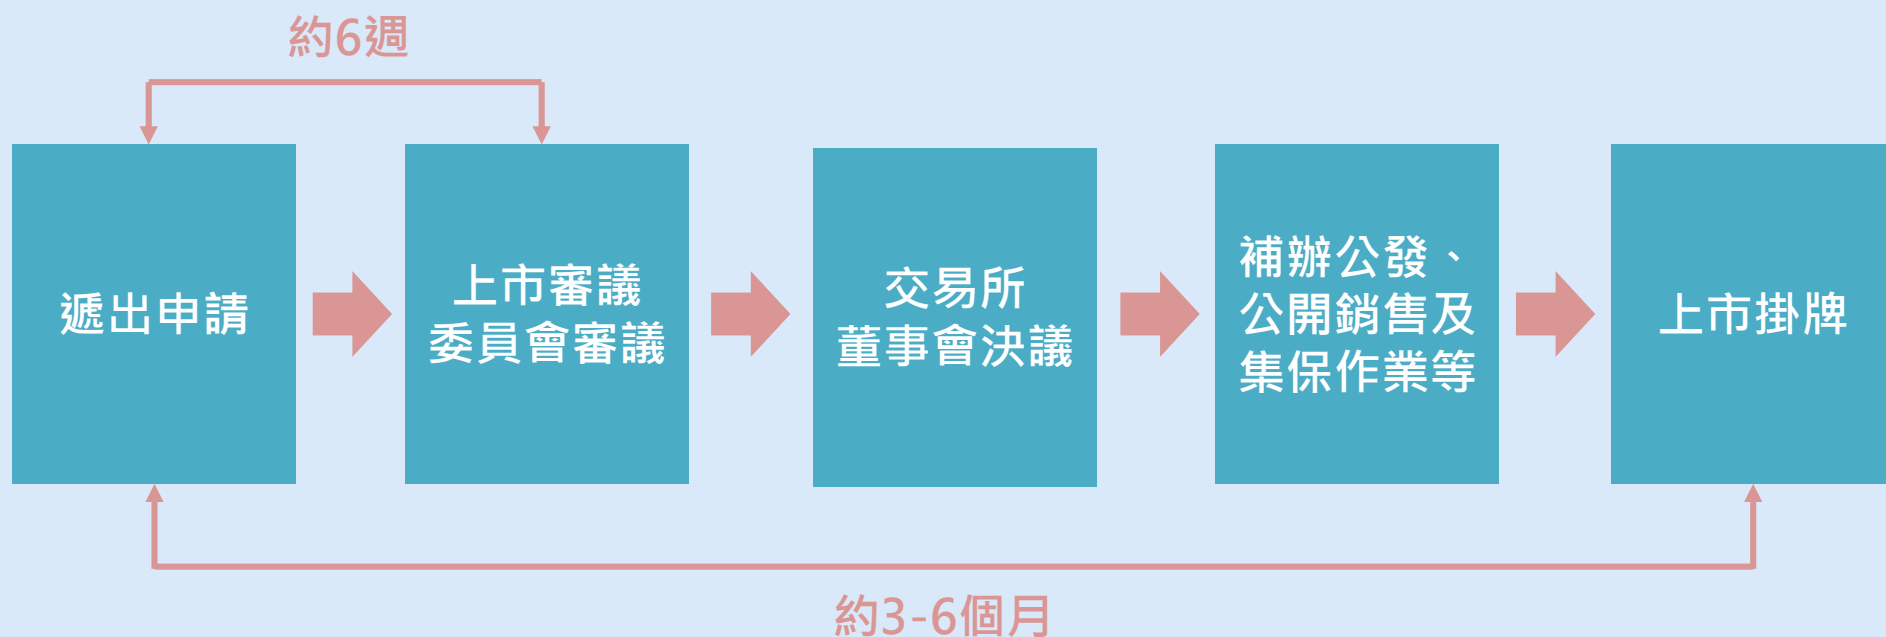 約6週
遞出申請
上市審議
委員會審議
交易所
董事會決議
補辦公發、
公開銷售及
集保作業等
上市掛牌
約3-6個月